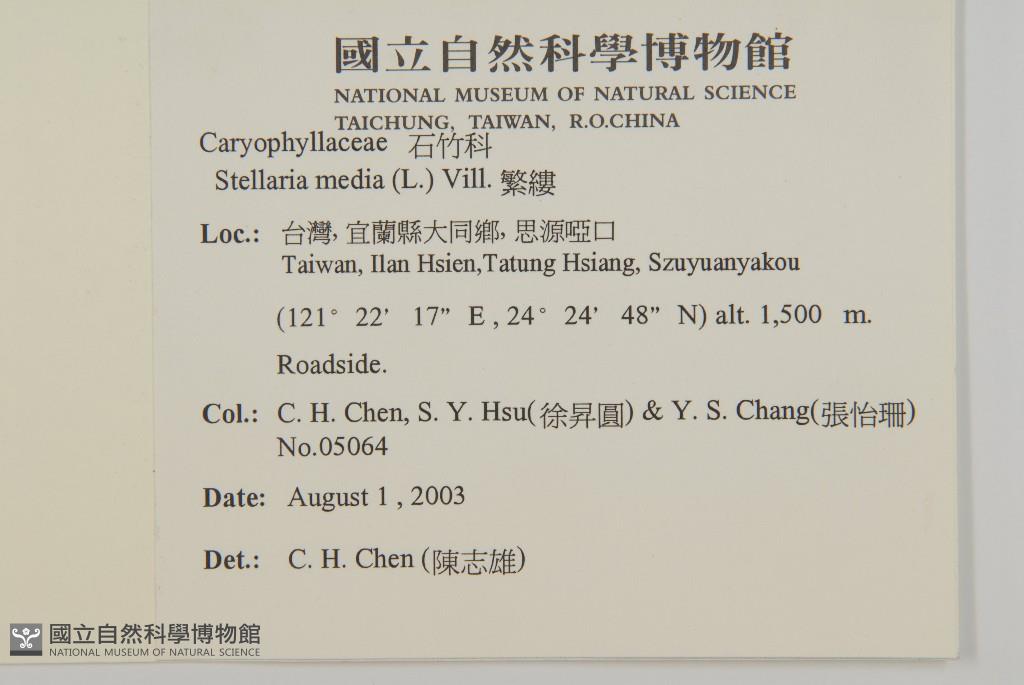 國立自然科學博物館
NATIONAL MUSEUM OF NATURAL SCIENCE
TAICHUNG, TAIWAN, R.O.CHINA
Caryophyllaceae 石竹科
Stellaria media (L.) Vill. 繁縷
Loc.: 台灣, 宜蘭縣大同鄉, 思源啞口
Taiwan, Ilan Hsien,Tatung Hsiang, Szuyuanyakou
(121° 22’ 17” E , 24° 24’ 48” N) alt. 1,500 m.
Roadside.
Col.: C. H. Chen, S. Y. Hsu(徐昇圓) & Y. S. Chang(張怡珊)
No.05064
Date: August 1 , 2003
Det.: C. H. Chen (陳志雄)
國立自然科學博物館
NATIONAL MUSEUM OF NATURAL SCIENCE